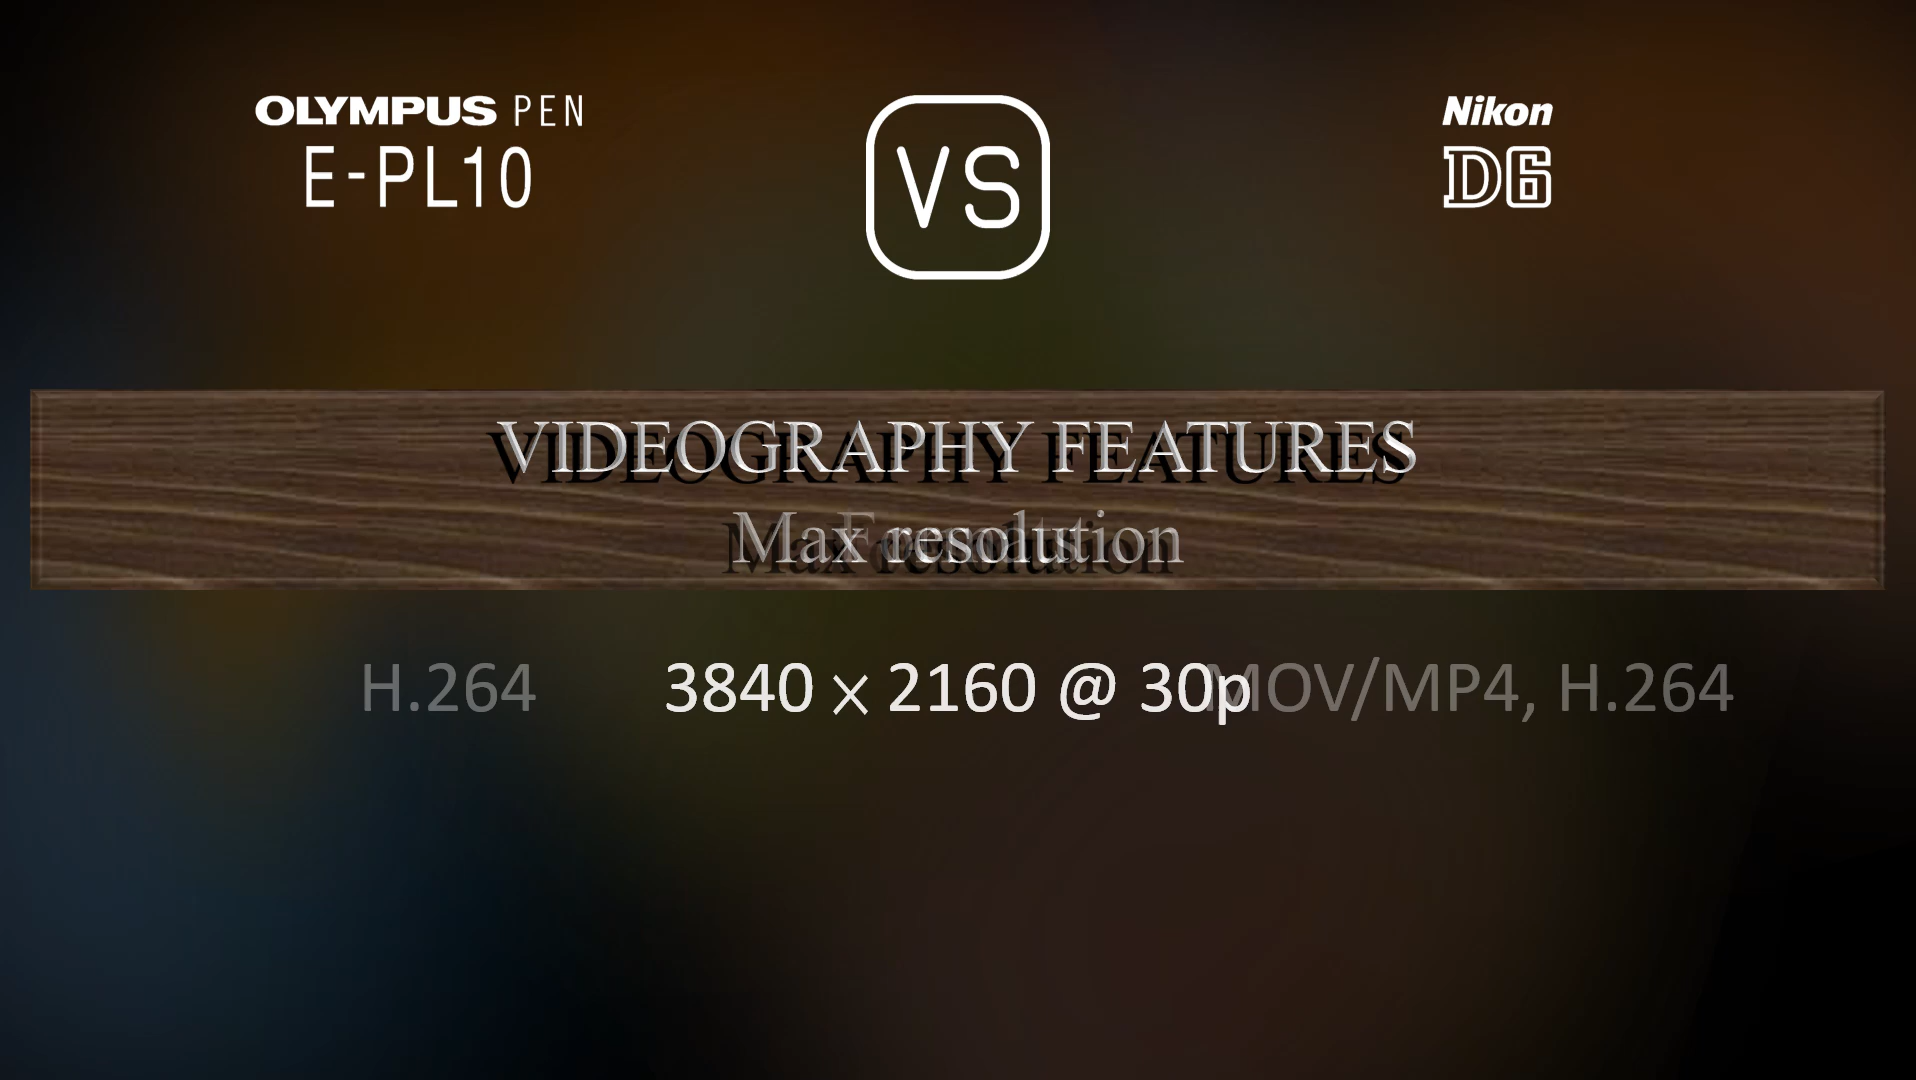 OLYMPUS PEN
E-PL10
VS
Nikon
D6
VIDEOGRAPHY FEATURES
Max resolution
H.264
3840 x 2160 @ 30p
MOV/MP4, H.264